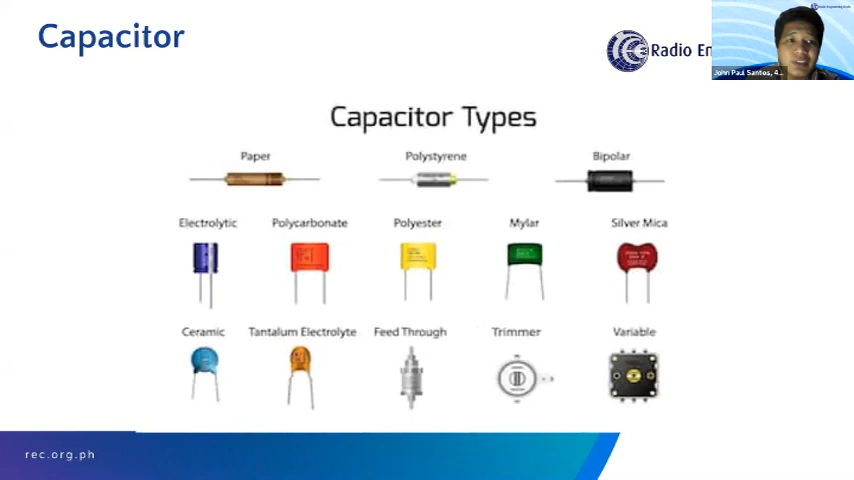 Capacitor
Radio En
John Paul Santos, 4...
Capacitor Types
Paper
Polystyrene
Bipolar
Electrolytic
Polycarbonate
Polyester
Mylar
Silver Mica
Ceramic
Tantalum Electrolyte
Feed Through
Trimmer
Variable
rec.org.ph